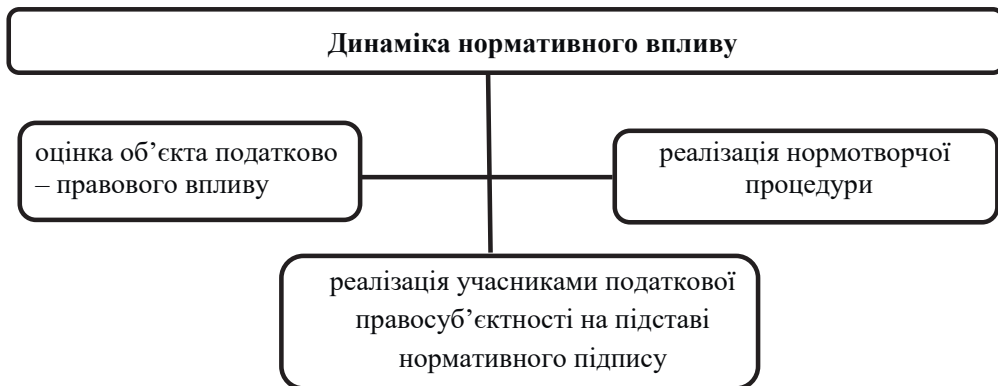 Динаміка нормативного впливу
оцінка об’єкта податково
– правового впливу
реалізація нормотворчої
процедури
реалізація учасниками податкової
правосуб’єктності на підставі
нормативного підпису